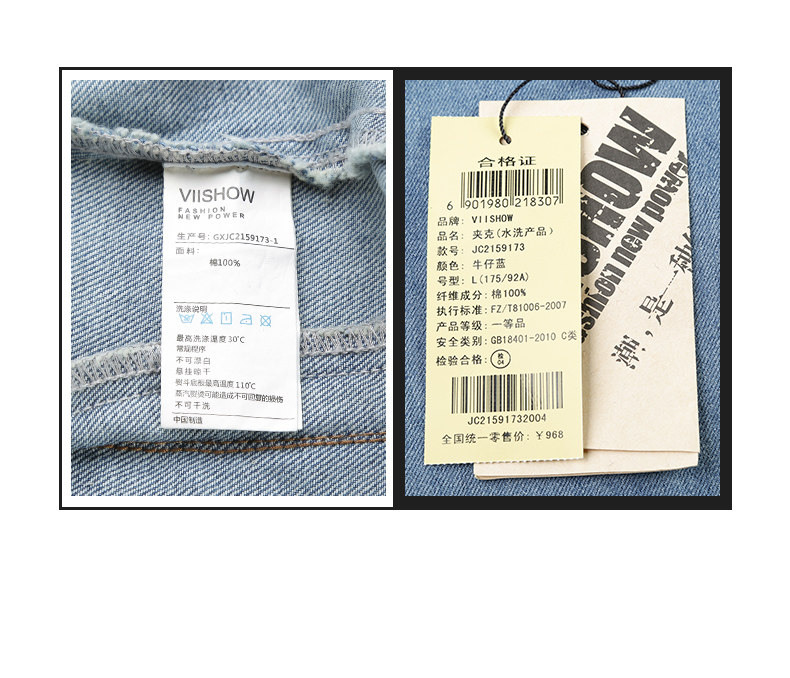 VIISHOW
FASHION
NEW POWER
生产号: GXJC2159173-1
面料:
棉100%
洗涤说明
最高洗涤温度30℃
常规程序
不可漂白
悬挂晾干
熨斗底板最高温度110℃
蒸汽熨烫可能造成不可回复的损伤
不可干洗
中国制造
合格证
6 901980 218307
品牌: VIISHOW
品名: 夹克(水洗产品)
款号: JC2159173
颜色: 牛仔蓝
号型: L(175/92A)
纤维成分: 棉100%
执行标准: FZ/T81006-2007
产品等级: 一等品
安全类别: GB18401-2010 C类
检验合格: 检 04
JC21591732004
全国统一零售价: ¥968
HOW
fashion new power
潮,是一种